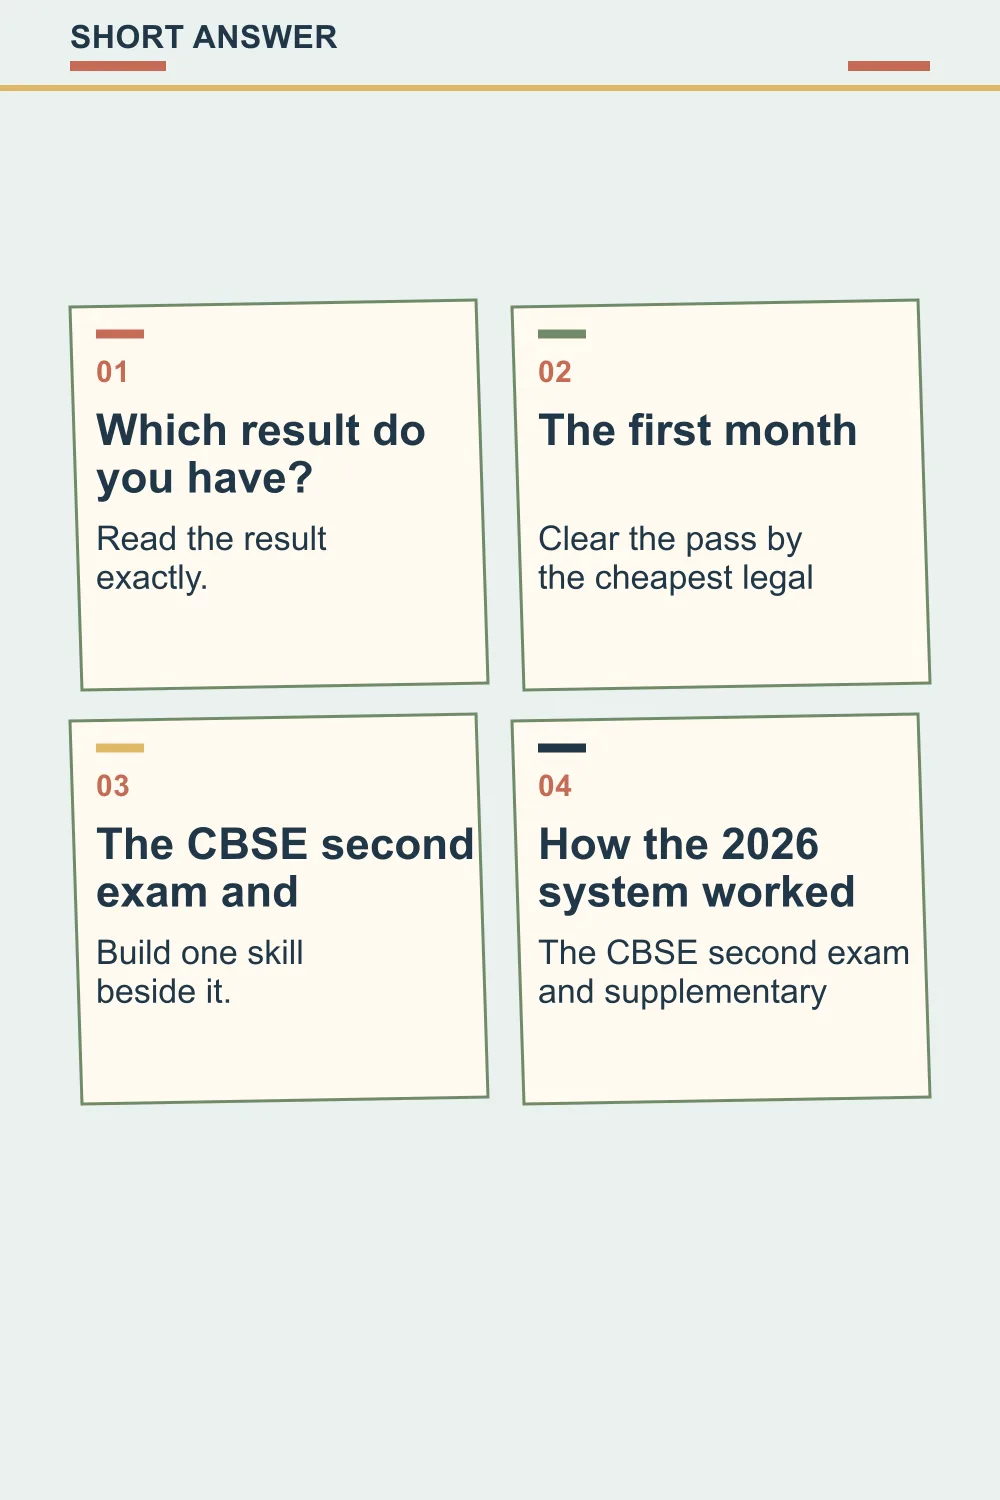 SHORT ANSWER
01
Which result do
you have?
Read the result
exactly.
02
The first month
Clear the pass by
the cheapest legal
03
The CBSE second
exam and
Build one skill
beside it.
04
How the 2026
system worked
The CBSE second exam
and supplementary